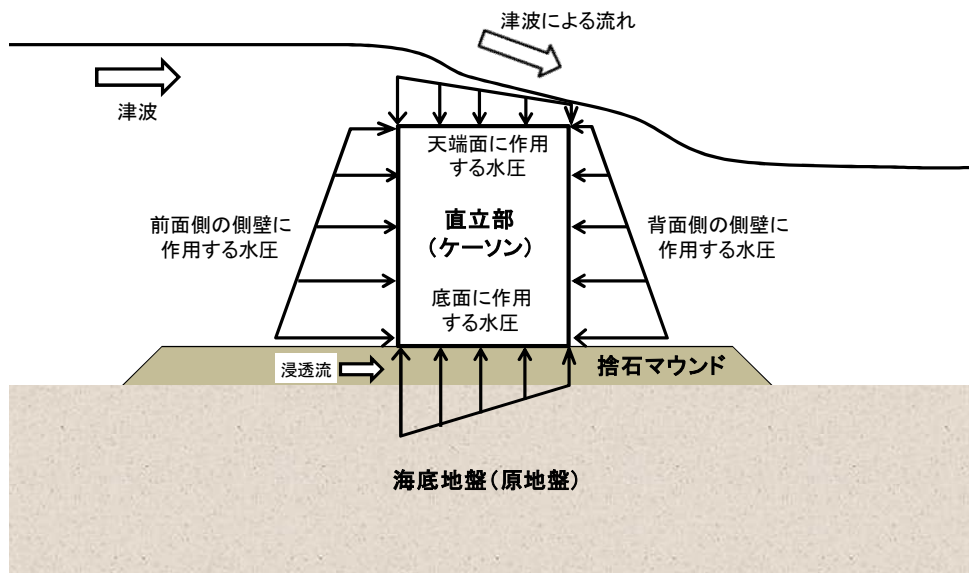 津波による流れ
津波
天端面に作用
する水圧
前面側の側壁に
作用する水圧
直立部
(ケーソン)
背面側の側壁に
作用する水圧
底面に作用
する水圧
浸透流
捨石マウンド
海底地盤(原地盤)